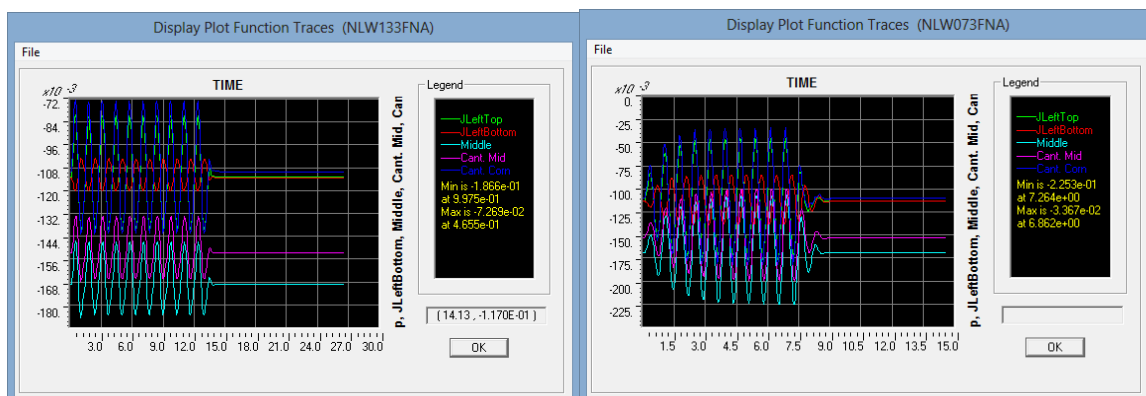 Display Plot Function Traces (NLW133FNA)
File
TIME
x10 -3
-72.
-84.
-96.
-108.
-120.
-132.
-144.
-156.
-168.
-180.
3.0 6.0 9.0 12.0 15.0 18.0 21.0 24.0 27.0 30.0
p, JLeftBottom, Middle, Cant. Mid, Can
Legend
JLeftTop
JLeftBottom
Middle
Cant. Mid
Cant. Corn
Min is -1.866e-01
at 9.975e-01
Max is -7.269e-02
at 4.655e-01
( 14.13 , -1.170E-01 )
OK
Display Plot Function Traces (NLW073FNA)
File
TIME
x10 -3
0.
-25.
-50.
-75.
-100.
-125.
-150.
-175.
-200.
-225.
1.5 3.0 4.5 6.0 7.5 9.0 10.5 12.0 13.5 15.0
p, JLeftBottom, Middle, Cant. Mid, Can
Legend
JLeftTop
JLeftBottom
Middle
Cant. Mid
Cant. Corn
Min is -2.253e-01
at 7.264e+00
Max is -3.367e-02
at 6.862e+00
OK